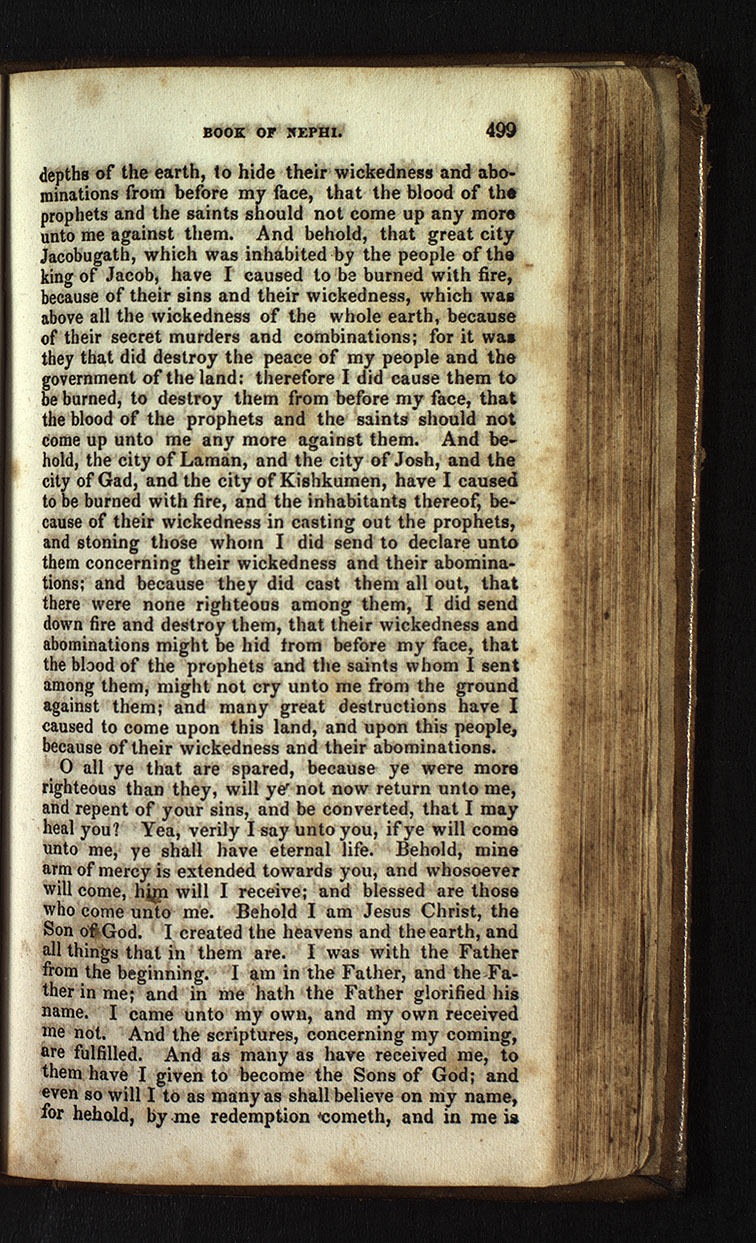 BOOK OF NEPHI. 499
depths of the earth, to hide their wickedness and abo-
minations from before my face, that the blood of the
prophets and the saints should not come up any more
unto me against them. And behold, that great city
Jacobugath, which was inhabited by the people of the
king of Jacob, have I caused to be burned with fire,
because of their sins and their wickedness, which was
above all the wickedness of the whole earth, because
of their secret murders and combinations; for it was
they that did destroy the peace of my people and the
government of the land: therefore I did cause them to
be burned, to destroy them from before my face, that
the blood of the prophets and the saints should not
come up unto me any more against them. And be-
hold, the city of Laman, and the city of Josh, and the
city of Gad, and the city of Kishkumen, have I caused
to be burned with fire, and the inhabitants thereof, be-
cause of their wickedness in casting out the prophets,
and stoning those whom I did send to declare unto
them concerning their wickedness and their abomina-
tions; and because they did cast them all out, that
there were none righteous among them, I did send
down fire and destroy them, that their wickedness and
abominations might be hid from before my face, that
the blood of the prophets and the saints whom I sent
among them, might not cry unto me from the ground
against them; and many great destructions have I
caused to come upon this land, and upon this people,
because of their wickedness and their abominations.
O all ye that are spared, because ye were more
righteous than they, will ye not now return unto me,
and repent of your sins, and be converted, that I may
heal you? Yea, verily I say unto you, if ye will come
unto me, ye shall have eternal life. Behold, mine
arm of mercy is extended towards you, and whosoever
will come, him will I receive; and blessed are those
who come unto me. Behold I am Jesus Christ, the
Son of God. I created the heavens and the earth, and
all things that in them are. I was with the Father
from the beginning. I am in the Father, and the Fa-
ther in me; and in me hath the Father glorified his
name. I came unto my own, and my own received
me not. And the scriptures, concerning my coming,
are fulfilled. And as many as have received me, to
them have I given to become the Sons of God; and
even so will I to as many as shall believe on my name,
for hehold, by me redemption cometh, and in me is